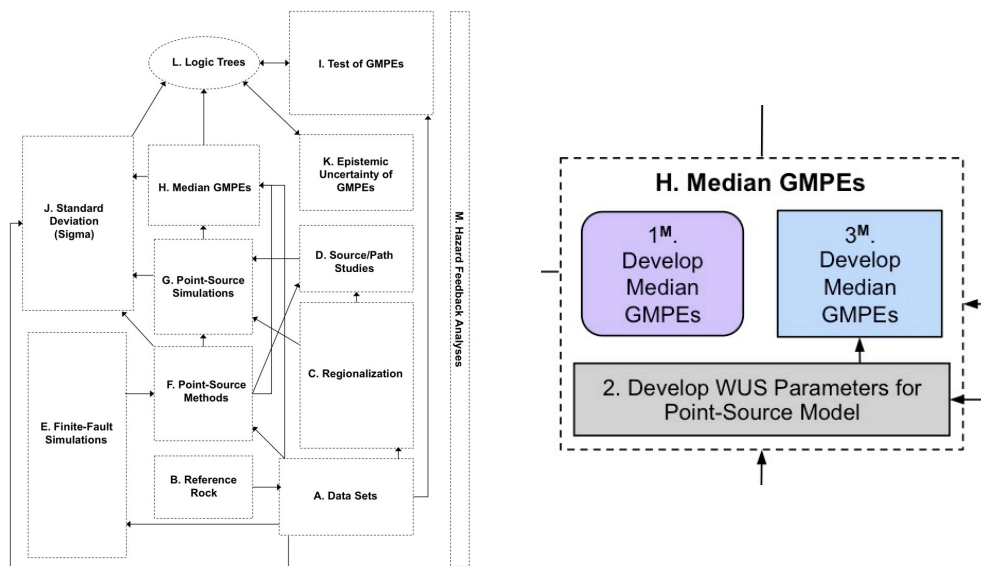 L. Logic Trees
I. Test of GMPEs
K. Epistemic
Uncertainty of
GMPEs
H. Median GMPEs
J. Standard
Deviation
(Sigma)
D. Source/Path
Studies
G. Point-Source
Simulations
C. Regionalization
F. Point-Source
Methods
E. Finite-Fault
Simulations
B. Reference
Rock
A. Data Sets
M. Hazard Feedback Analyses
H. Median GMPEs
1ᴹ.
Develop
Median
GMPEs
3ᴹ.
Develop
Median
GMPEs
2. Develop WUS Parameters for
Point-Source Model